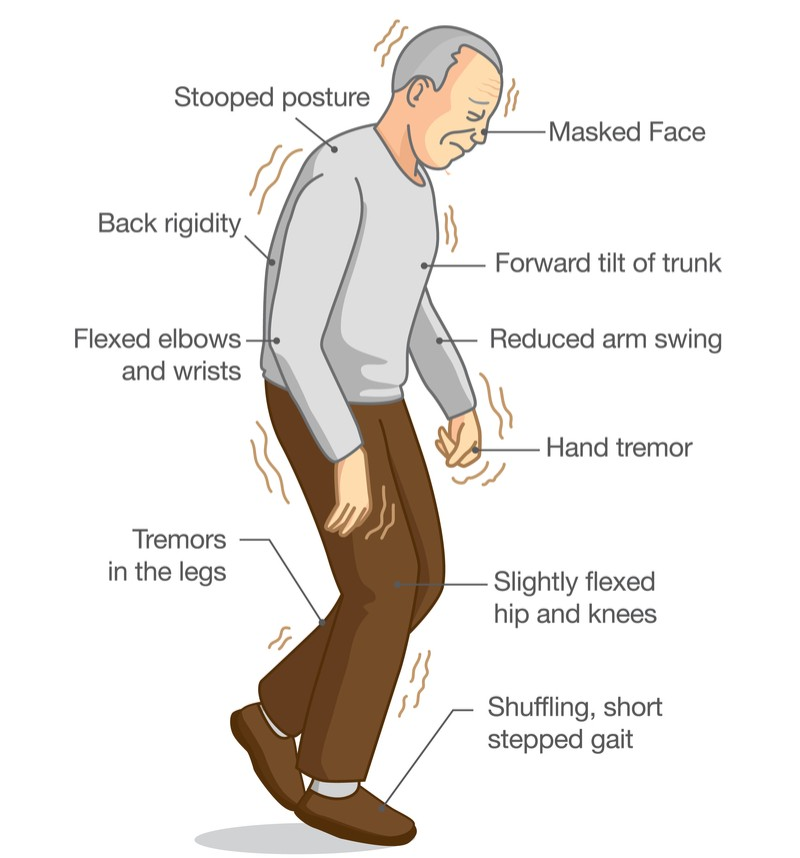 Stooped posture
Masked Face
Back rigidity
Forward tilt of trunk
Flexed elbows
and wrists
Reduced arm swing
Hand tremor
Tremors
in the legs
Slightly flexed
hip and knees
Shuffling, short
stepped gait